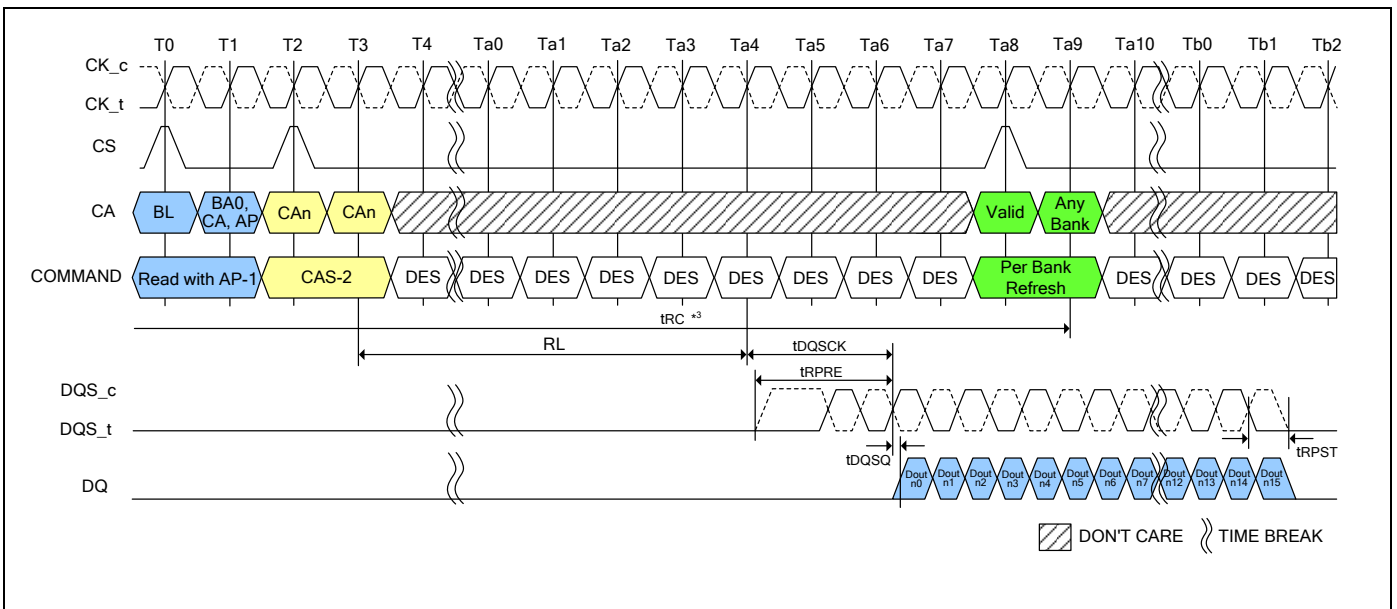 T0 T1 T2 T3 T4 Ta0 Ta1 Ta2 Ta3 Ta4 Ta5 Ta6 Ta7 Ta8 Ta9 Ta10 Tb0 Tb1 Tb2
CK_c
CK_t
CS
CA BL BA0, CA, AP CAn CAn Valid Any Bank
COMMAND Read with AP-1 CAS-2 DES DES DES DES DES DES DES DES DES Per Bank Refresh DES DES DES DES
tRC *3
RL tDQSCK
tRPRE
DQS_c
DQS_t
tDQSQ tRPST
DQ Dout n0 Dout n1 Dout n2 Dout n3 Dout n4 Dout n5 Dout n6 Dout n7 Dout n12 Dout n13 Dout n14 Dout n15
DON'T CARE TIME BREAK